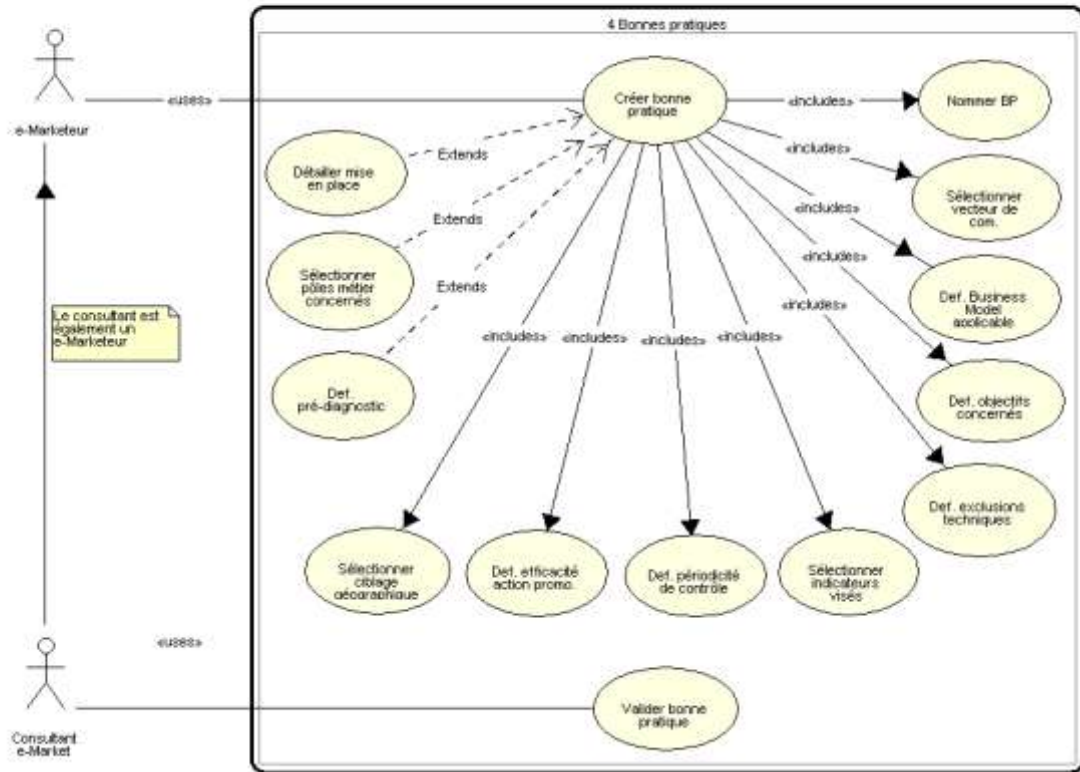 4 Bonnes pratiques
e-Marketeur
«uses»
Créer bonne
pratique
«includes»
Nommer BP
Extends
Détailler mise
en place
«includes»
Sélectionner
vecteur de
com.
Extends
Sélectionner
pôles métier
concernés
«includes»
Def. Business
Model
applicable
Extends
Def.
pré-diagnostic
«includes»
Def. objectifs
concernés
«includes»
Def. exclusions
techniques
Le consultant est
également un
e-Marketeur
«includes»
«includes»
«includes»
«includes»
Sélectionner
ciblage
géographique
Def. efficacité
action promo.
Def. périodicité
de contrôle
Sélectionner
indicateurs
visés
«uses»
Consultant
e-Market
Valider bonne
pratique